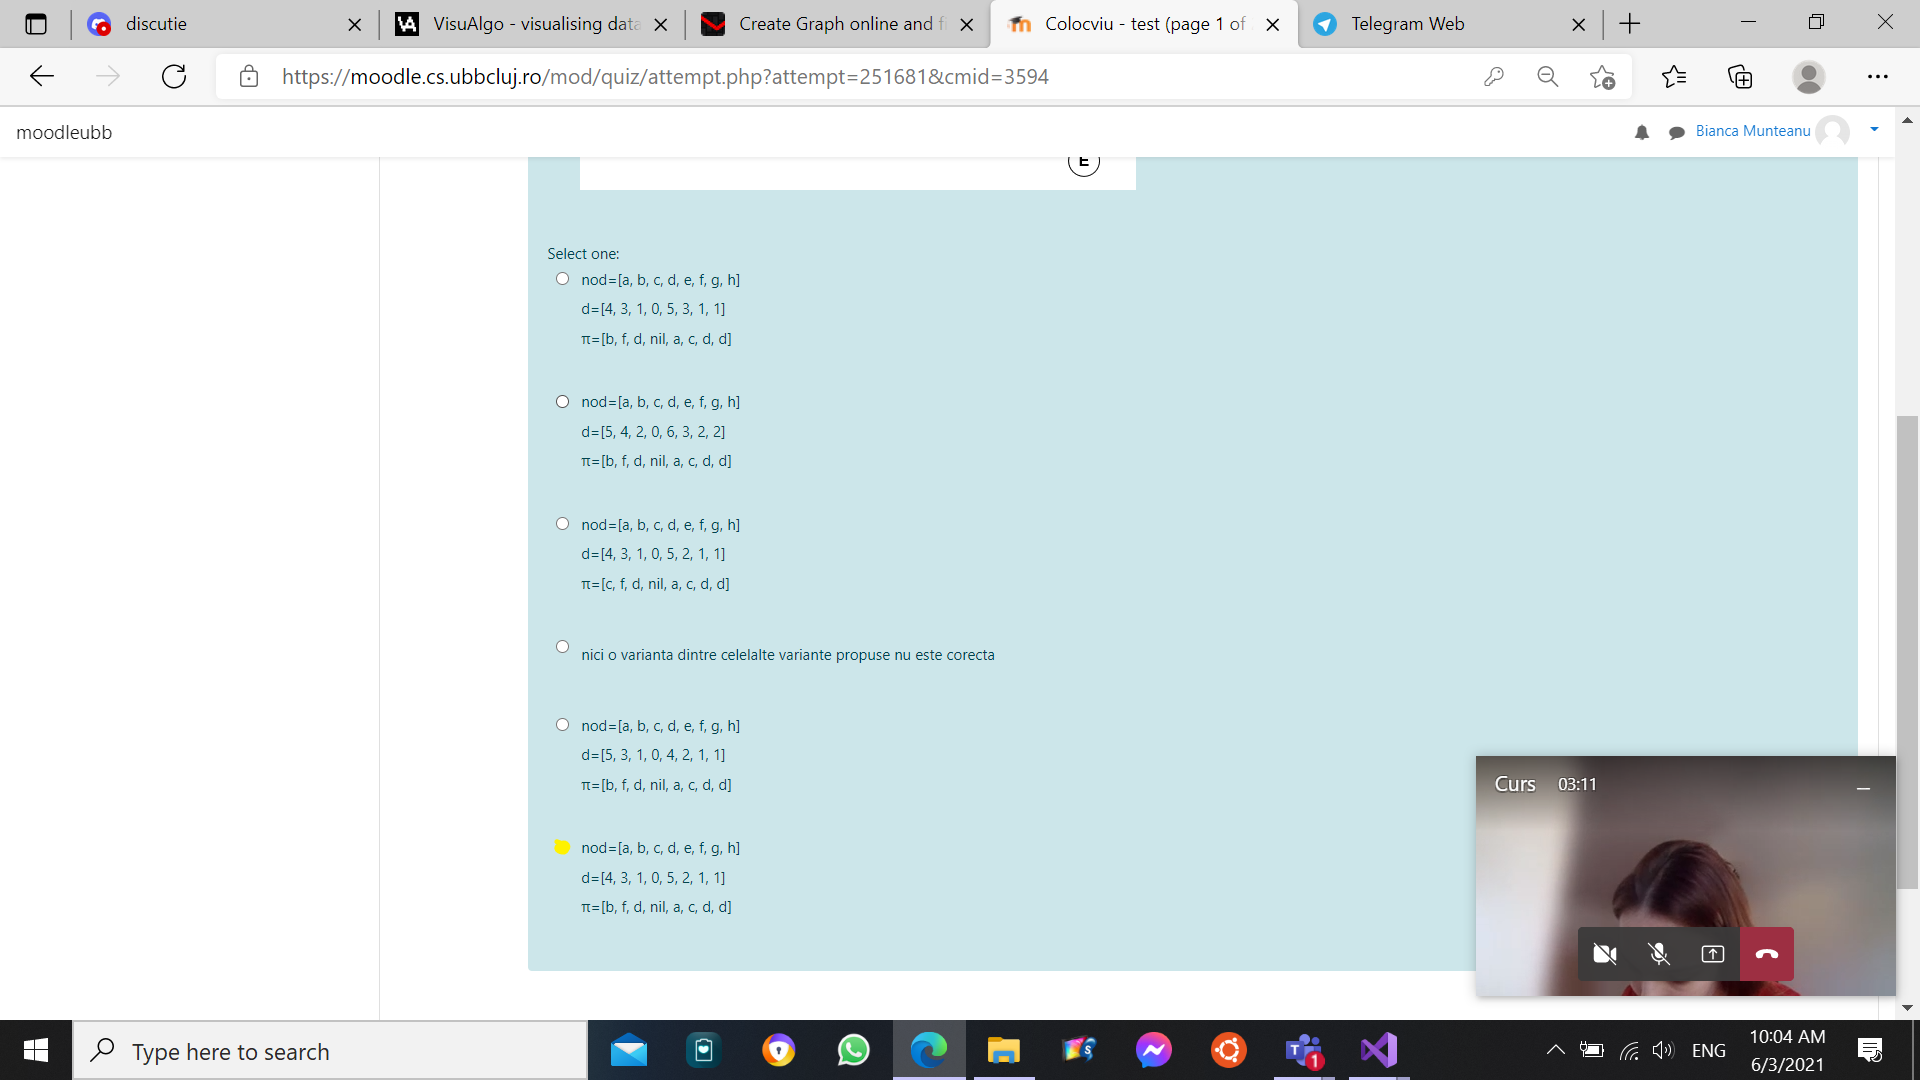 discutie
VisuAlgo - visualising data
Create Graph online and fi
Colocviu - test (page 1 of
Telegram Web
https://moodle.cs.ubbcluj.ro/mod/quiz/attempt.php?attempt=251681&cmid=3594
moodleubb
Bianca Munteanu
E
Select one:
nod=[a, b, c, d, e, f, g, h]
d=[4, 3, 1, 0, 5, 3, 1, 1]
π=[b, f, d, nil, a, c, d, d]
nod=[a, b, c, d, e, f, g, h]
d=[5, 4, 2, 0, 6, 3, 2, 2]
π=[b, f, d, nil, a, c, d, d]
nod=[a, b, c, d, e, f, g, h]
d=[4, 3, 1, 0, 5, 2, 1, 1]
π=[c, f, d, nil, a, c, d, d]
nici o varianta dintre celelalte variante propuse nu este corecta
nod=[a, b, c, d, e, f, g, h]
d=[5, 3, 1, 0, 4, 2, 1, 1]
π=[b, f, d, nil, a, c, d, d]
nod=[a, b, c, d, e, f, g, h]
d=[4, 3, 1, 0, 5, 2, 1, 1]
π=[b, f, d, nil, a, c, d, d]
Curs 03:11
Type here to search
ENG
10:04 AM
6/3/2021